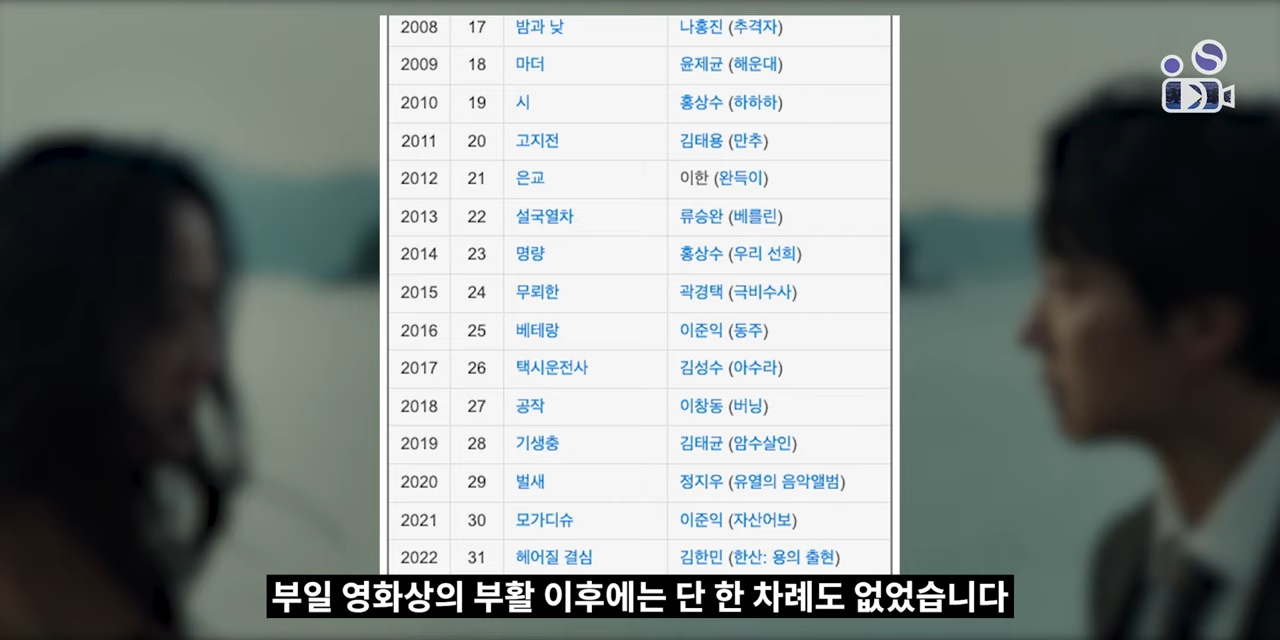 2008 17 밤과 낮 나홍진 (추격자)
2009 18 마더 윤제균 (해운대)
2010 19 시 홍상수 (하하하)
2011 20 고지전 김태용 (만추)
2012 21 은교 이한 (완득이)
2013 22 설국열차 류승완 (베를린)
2014 23 명량 홍상수 (우리 선희)
2015 24 무뢰한 곽경택 (극비수사)
2016 25 베테랑 이준익 (동주)
2017 26 택시운전사 김성수 (아수라)
2018 27 공작 이창동 (버닝)
2019 28 기생충 김태균 (암수살인)
2020 29 벌새 정지우 (유열의 음악앨범)
2021 30 모가디슈 이준익 (자산어보)
2022 31 헤어질 결심 김한민 (한산: 용의 출현)
부일 영화상의 부활 이후에는 단 한 차례도 없었습니다